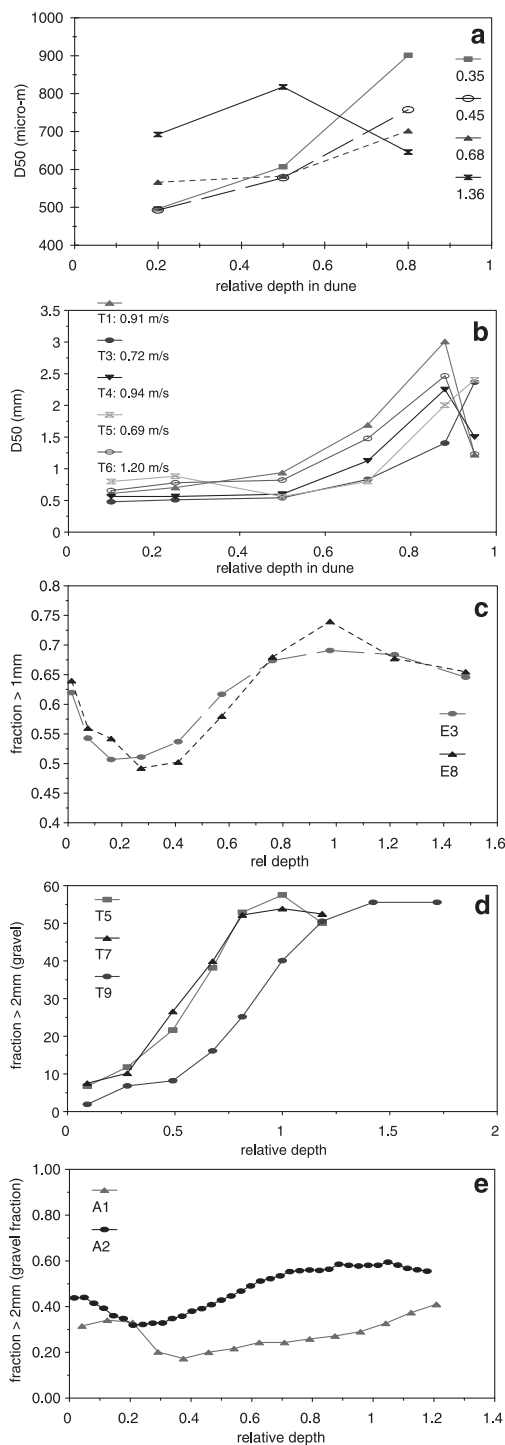 a
1000
900
800
700
600
500
400
D50 (micro-m)
0.35
0.45
0.68
1.36
0 0.2 0.4 0.6 0.8 1
relative depth in dune
b
3.5
3
2.5
2
1.5
1
0.5
0
D50 (mm)
T1: 0.91 m/s
T3: 0.72 m/s
T4: 0.94 m/s
T5: 0.69 m/s
T6: 1.20 m/s
0 0.2 0.4 0.6 0.8 1
relative depth in dune
c
0.8
0.75
0.7
0.65
0.6
0.55
0.5
0.45
0.4
fraction > 1mm
E3
E8
0 0.2 0.4 0.6 0.8 1 1.2 1.4 1.6
rel depth
d
60
50
40
30
20
10
0
fraction > 2mm (gravel)
T5
T7
T9
0 0.5 1 1.5 2
relative depth
e
1.00
0.80
0.60
0.40
0.20
0.00
fraction > 2mm (gravel fraction)
A1
A2
0 0.2 0.4 0.6 0.8 1 1.2 1.4
relative depth